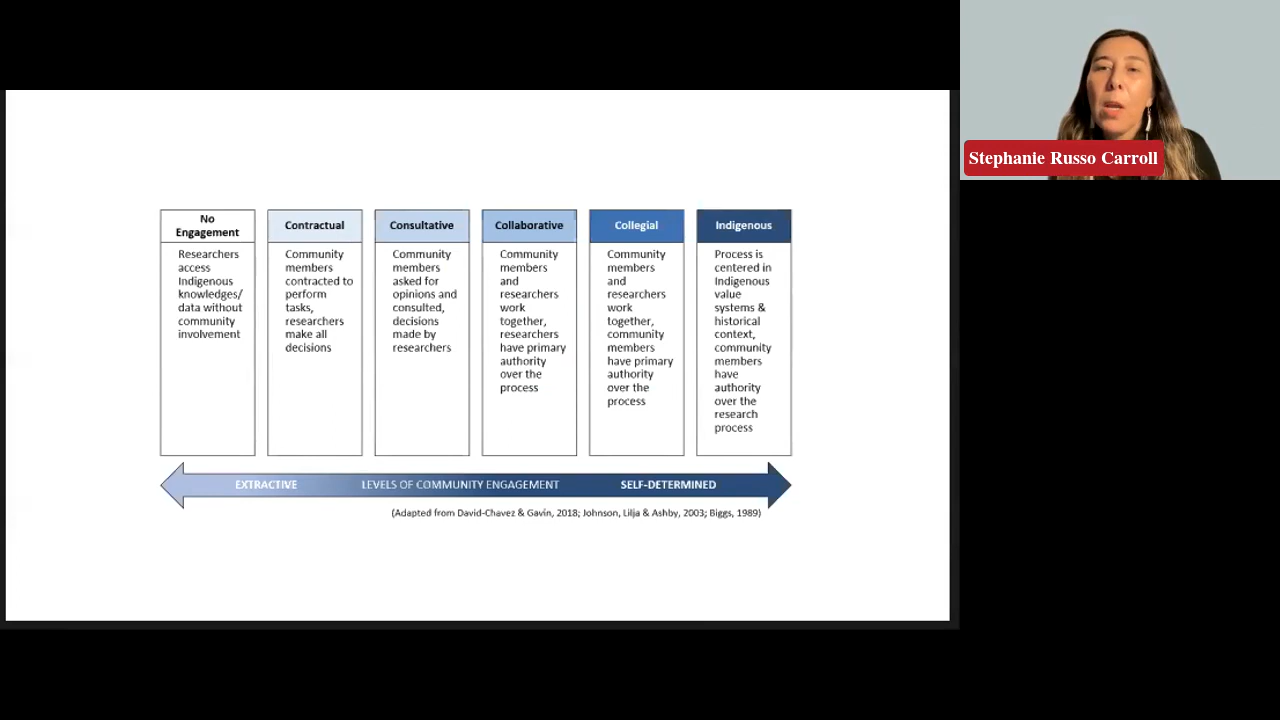 Stephanie Russo Carroll
No
Engagement
Researchers
access
Indigenous
knowledges/
data without
community
involvement
Contractual
Community
members
contracted to
perform
tasks,
researchers
make all
decisions
Consultative
Community
members
asked for
opinions and
consulted,
decisions
made by
researchers
Collaborative
Community
members
and
researchers
work
together,
researchers
have primary
authority
over the
process
Collegial
Community
members
and
researchers
work
together,
community
members
have primary
authority
over the
process
Indigenous
Process is
centered in
Indigenous
value
systems &
historical
context,
community
members
have
authority
over the
research
process
EXTRACTIVE LEVELS OF COMMUNITY ENGAGEMENT SELF-DETERMINED
(Adapted from David-Chavez & Gavin, 2018; Johnson, Lilja & Ashby, 2003; Biggs, 1989)